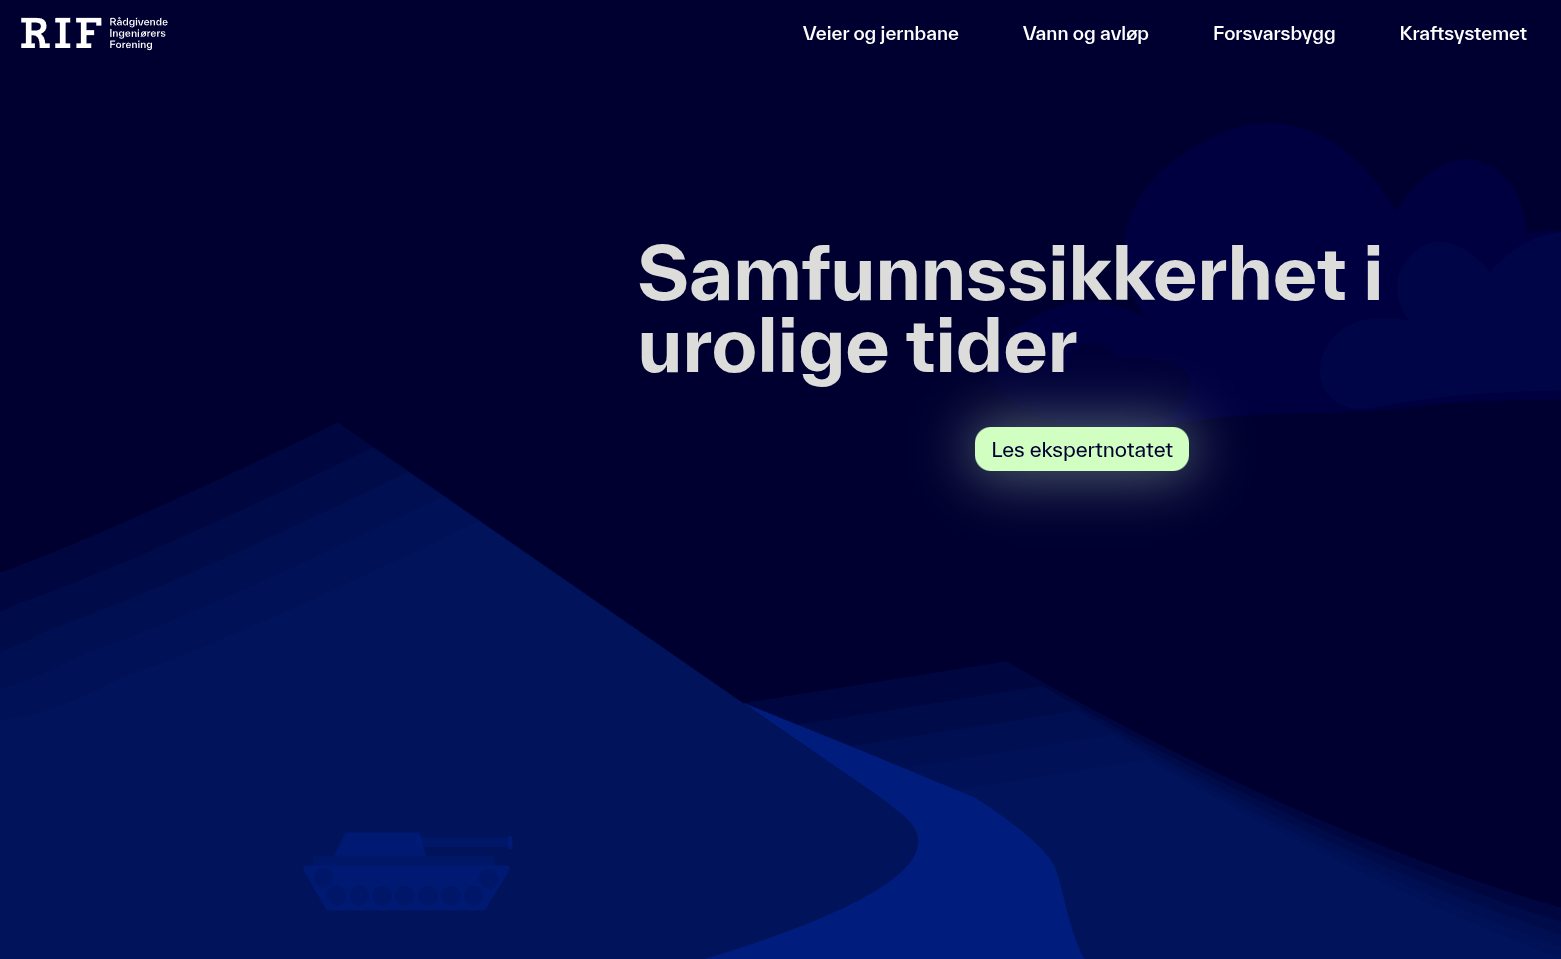 RIF
Rådgivende
Ingeniørers
Forening
Veier og jernbane
Vann og avløp
Forsvarsbygg
Kraftsystemet
Samfunnssikkerhet i
urolige tider
Les ekspertnotatet